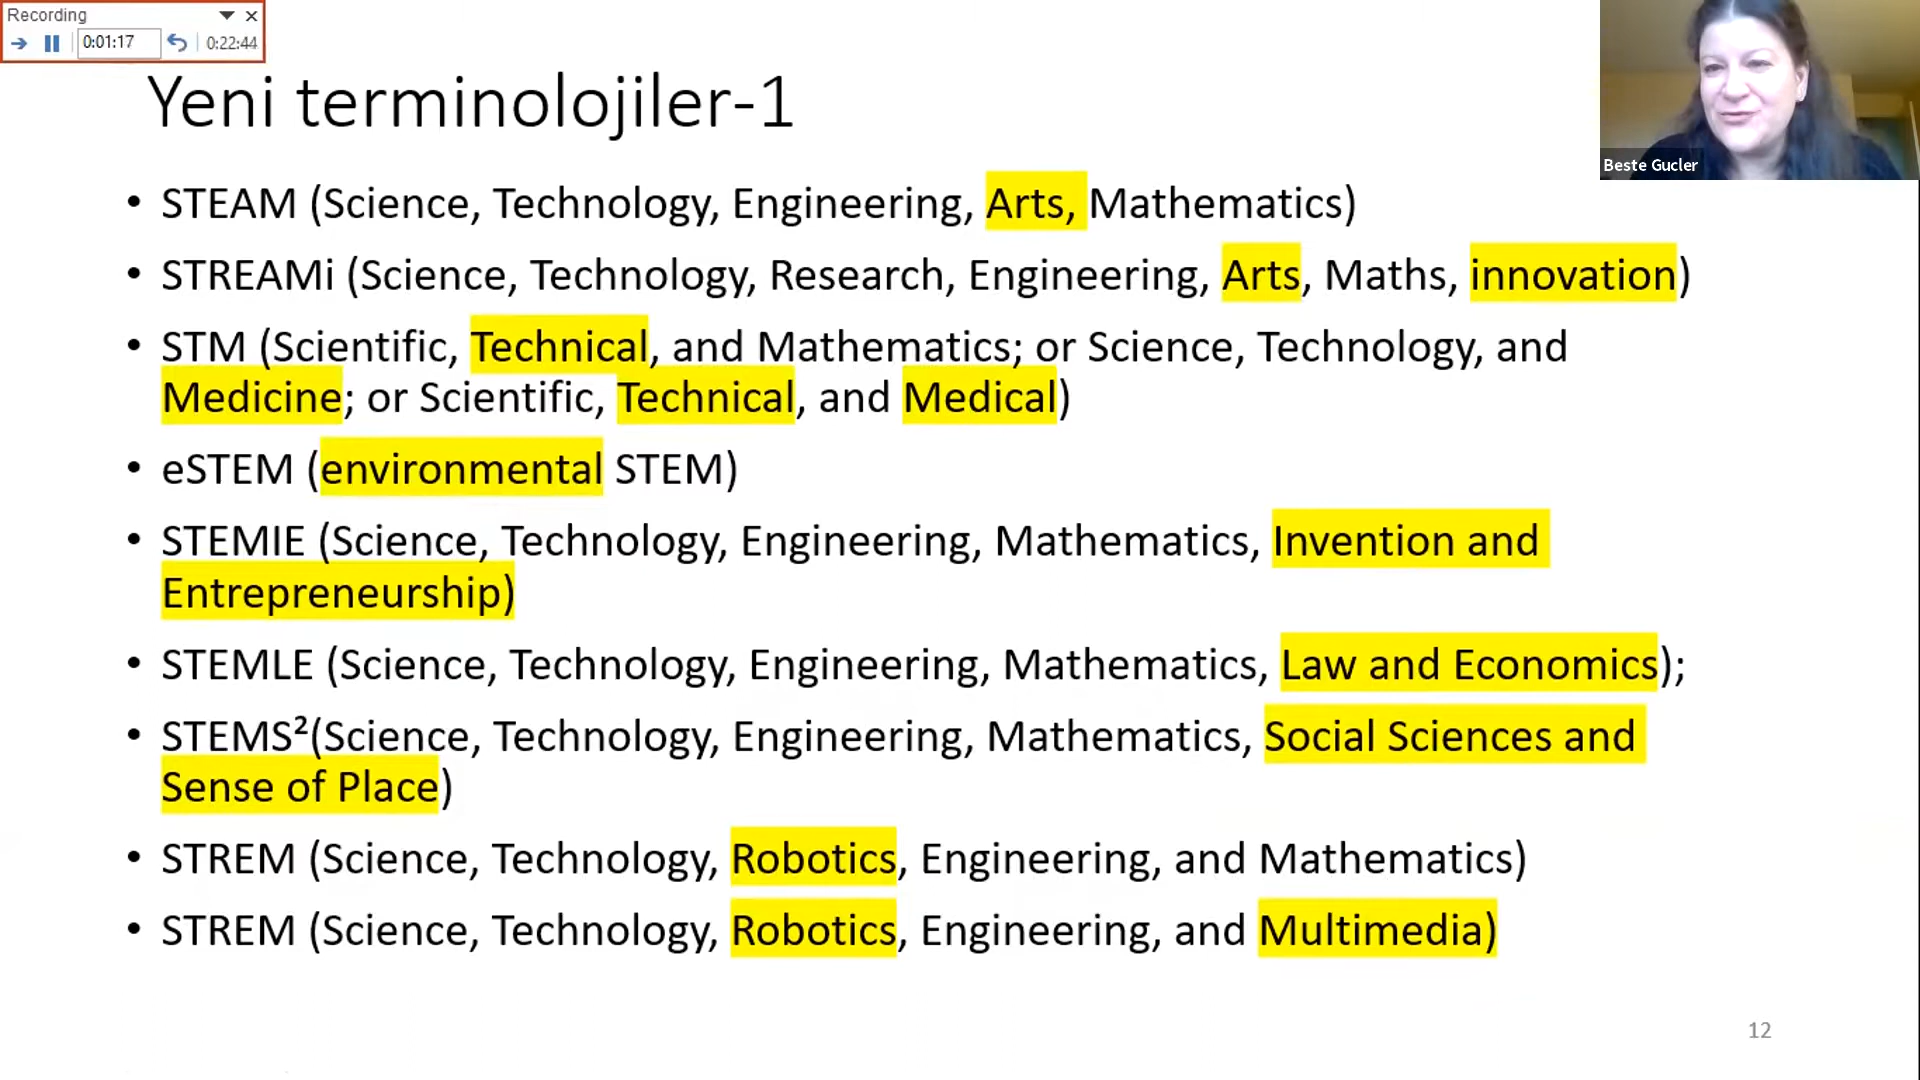 Recording
0:01:17
0:22:44
Yeni terminolojiler-1
Beste Gucler
• STEAM (Science, Technology, Engineering, Arts, Mathematics)
• STREAMi (Science, Technology, Research, Engineering, Arts, Maths, innovation)
• STM (Scientific, Technical, and Mathematics; or Science, Technology, and
Medicine; or Scientific, Technical, and Medical)
• eSTEM (environmental STEM)
• STEMIE (Science, Technology, Engineering, Mathematics, Invention and
Entrepreneurship)
• STEMLE (Science, Technology, Engineering, Mathematics, Law and Economics);
• STEMS²(Science, Technology, Engineering, Mathematics, Social Sciences and
Sense of Place)
• STREM (Science, Technology, Robotics, Engineering, and Mathematics)
• STREM (Science, Technology, Robotics, Engineering, and Multimedia)
12